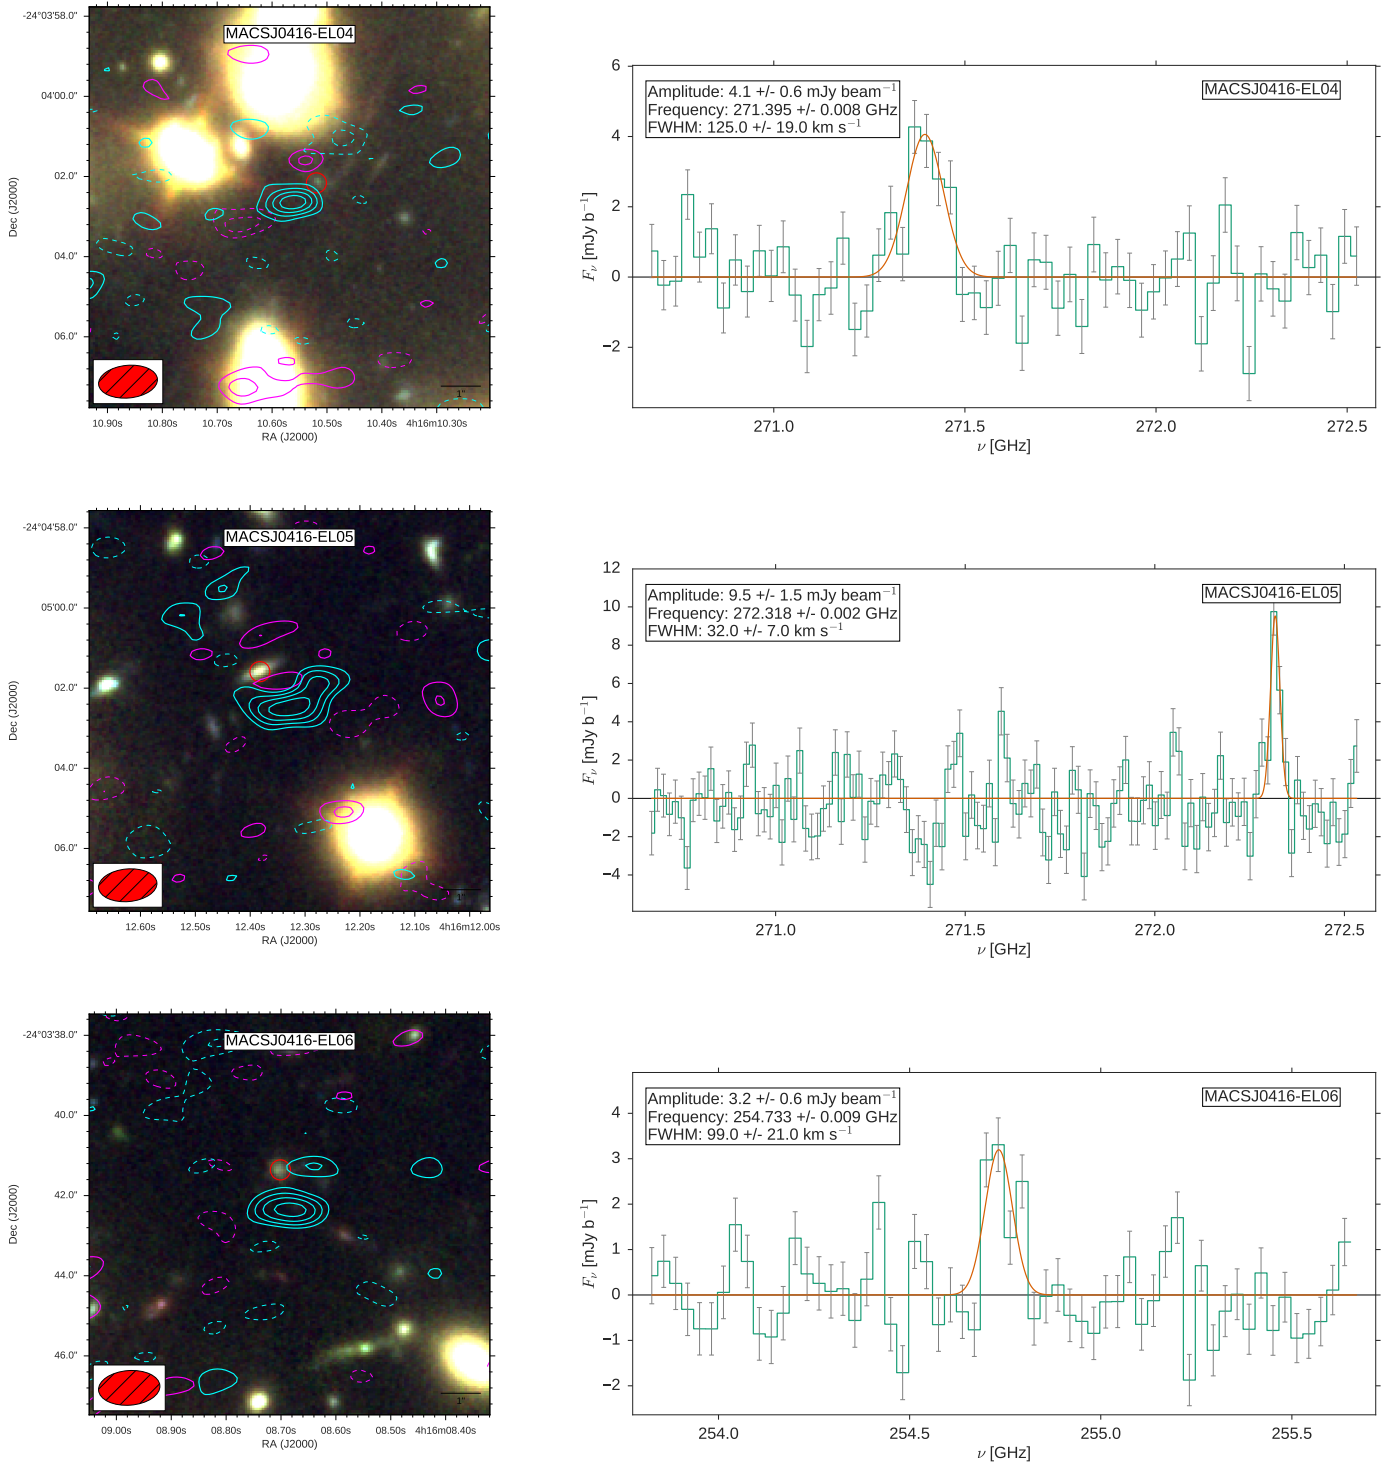 MACSJ0416-EL04
-24°03'58.0"
04'00.0"
02.0"
04.0"
06.0"
Dec (J2000)
1"
10.90s 10.80s 10.70s 10.60s 10.50s 10.40s 4h16m10.30s
RA (J2000)
Amplitude: 4.1 +/- 0.6 mJy beam⁻¹
Frequency: 271.395 +/- 0.008 GHz
FWHM: 125.0 +/- 19.0 km s⁻¹
MACSJ0416-EL04
6
4
2
0
−2
Fν [mJy b⁻¹]
271.0 271.5 272.0 272.5
ν [GHz]
MACSJ0416-EL05
-24°04'58.0"
05'00.0"
02.0"
04.0"
06.0"
Dec (J2000)
1"
12.60s 12.50s 12.40s 12.30s 12.20s 12.10s 4h16m12.00s
RA (J2000)
Amplitude: 9.5 +/- 1.5 mJy beam⁻¹
Frequency: 272.318 +/- 0.002 GHz
FWHM: 32.0 +/- 7.0 km s⁻¹
MACSJ0416-EL05
12
10
8
6
4
2
0
−2
−4
Fν [mJy b⁻¹]
271.0 271.5 272.0 272.5
ν [GHz]
MACSJ0416-EL06
-24°03'38.0"
40.0"
42.0"
44.0"
46.0"
Dec (J2000)
1"
09.00s 08.90s 08.80s 08.70s 08.60s 08.50s 4h16m08.40s
RA (J2000)
Amplitude: 3.2 +/- 0.6 mJy beam⁻¹
Frequency: 254.733 +/- 0.009 GHz
FWHM: 99.0 +/- 21.0 km s⁻¹
MACSJ0416-EL06
4
3
2
1
0
−1
−2
Fν [mJy b⁻¹]
254.0 254.5 255.0 255.5
ν [GHz]